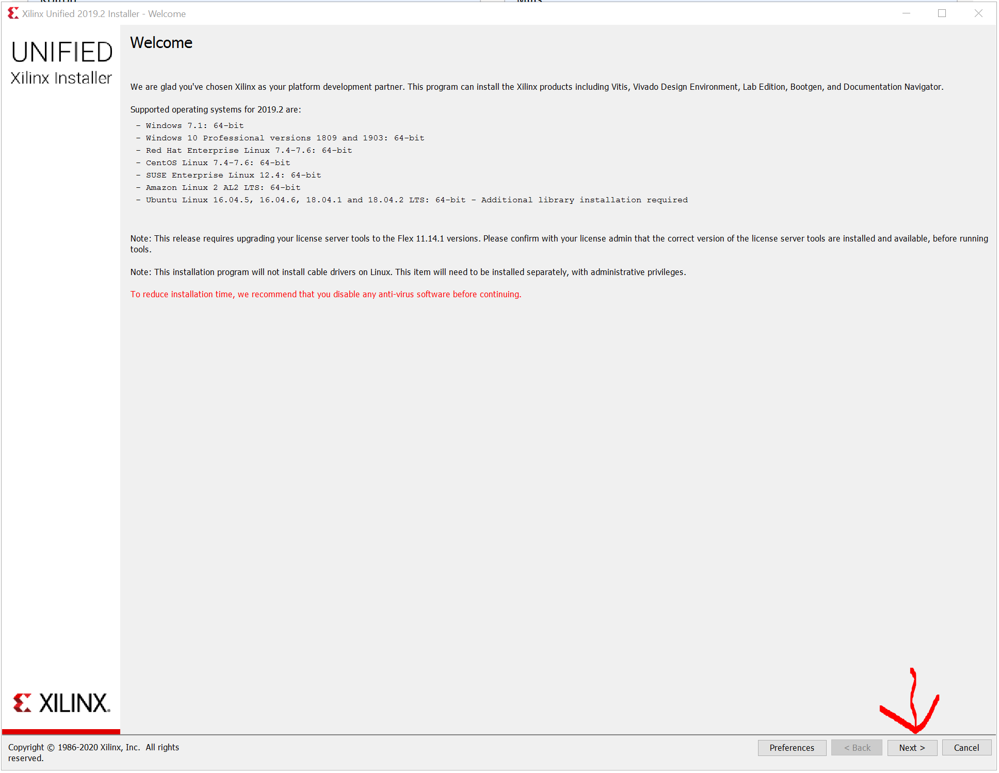 Xilinx Unified 2019.2 Installer - Welcome
UNIFIED
Xilinx Installer
Welcome
We are glad you've chosen Xilinx as your platform development partner. This program can install the Xilinx products including Vitis, Vivado Design Environment, Lab Edition, Bootgen, and Documentation Navigator.
Supported operating systems for 2019.2 are:
- Windows 7.1: 64-bit
- Windows 10 Professional versions 1809 and 1903: 64-bit
- Red Hat Enterprise Linux 7.4-7.6: 64-bit
- CentOS Linux 7.4-7.6: 64-bit
- SUSE Enterprise Linux 12.4: 64-bit
- Amazon Linux 2 AL2 LTS: 64-bit
- Ubuntu Linux 16.04.5, 16.04.6, 18.04.1 and 18.04.2 LTS: 64-bit - Additional library installation required
Note: This release requires upgrading your license server tools to the Flex 11.14.1 versions. Please confirm with your license admin that the correct version of the license server tools are installed and available, before running
tools.
Note: This installation program will not install cable drivers on Linux. This item will need to be installed separately, with administrative privileges.
To reduce installation time, we recommend that you disable any anti-virus software before continuing.
XILINX.
Copyright © 1986-2020 Xilinx, Inc. All rights
reserved.
Preferences
< Back
Next >
Cancel